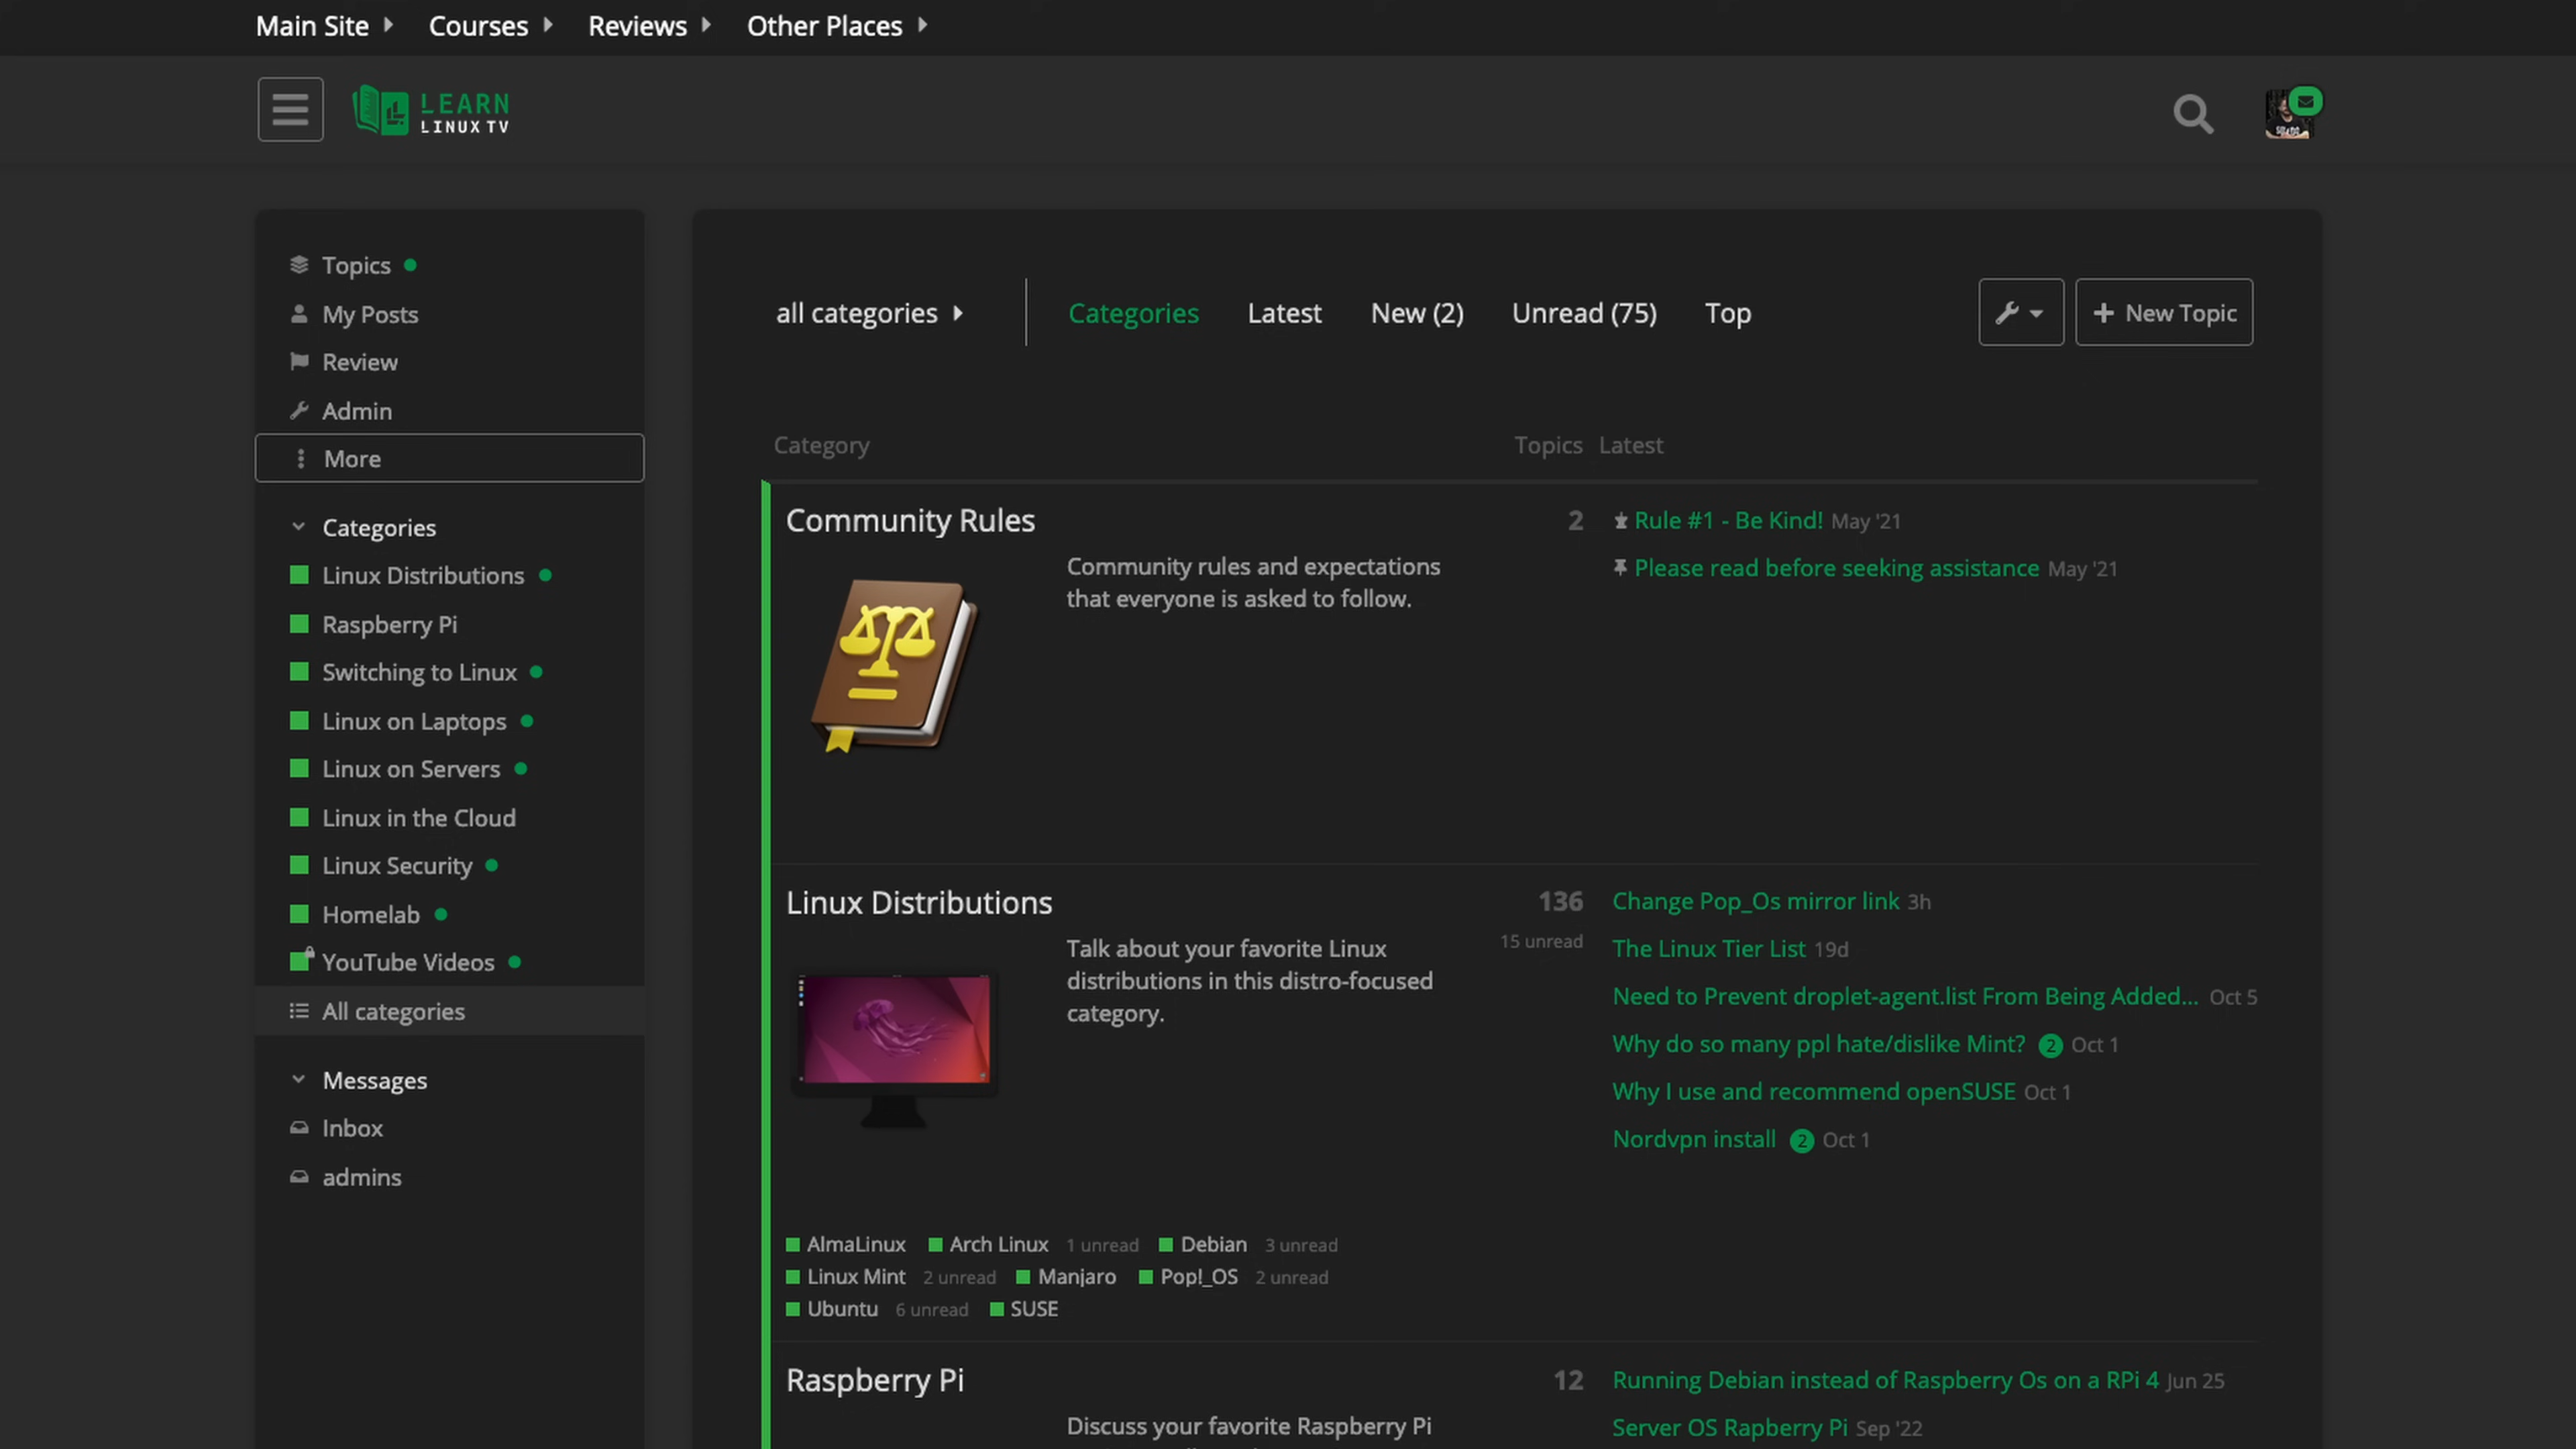 Main Site Courses Reviews Other Places
LEARN
LINUX TV
Topics
My Posts
Review
Admin
More
Categories
Linux Distributions
Raspberry Pi
Switching to Linux
Linux on Laptops
Linux on Servers
Linux in the Cloud
Linux Security
Homelab
YouTube Videos
All categories
Messages
Inbox
admins
all categories Categories Latest New (2) Unread (75) Top + New Topic
Category Topics Latest
Community Rules 2 Rule #1 - Be Kind! May '21
Please read before seeking assistance May '21
Community rules and expectations
that everyone is asked to follow.
Linux Distributions 136 Change Pop_Os mirror link 3h
15 unread The Linux Tier List 19d
Talk about your favorite Linux
distributions in this distro-focused
category.
Need to Prevent droplet-agent.list From Being Added... Oct 5
Why do so many ppl hate/dislike Mint? 2 Oct 1
Why I use and recommend openSUSE Oct 1
Nordvpn install 2 Oct 1
AlmaLinux Arch Linux 1 unread Debian 3 unread
Linux Mint 2 unread Manjaro Pop!_OS 2 unread
Ubuntu 6 unread SUSE
Raspberry Pi 12 Running Debian instead of Raspberry Os on a RPi 4 Jun 25
Discuss your favorite Raspberry Pi
Server OS Rapberry Pi Sep '22